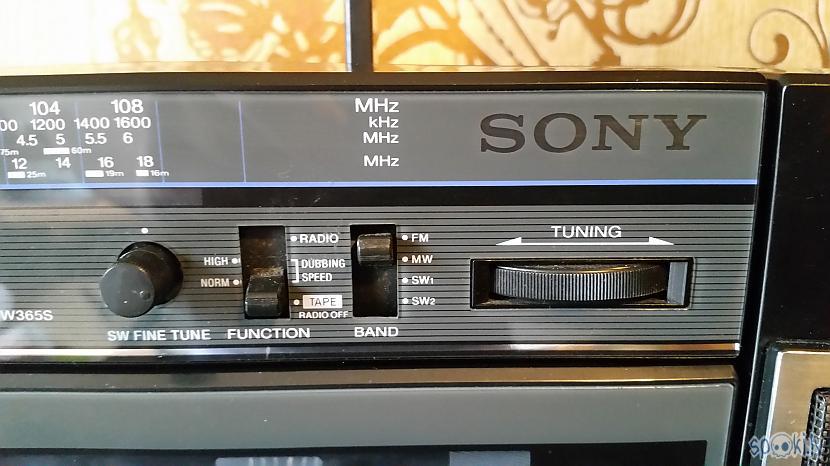 104 108 MHz
00 1200 1400 1600 kHz
4.5 5 5.5 6 MHz
75m 60m
12 14 16 18 MHz
25m 19m 16m
SONY
TUNING
RADIO
HIGH
DUBBING SPEED
NORM
TAPE
RADIO OFF
FM
MW
SW1
SW2
W365S
SW FINE TUNE FUNCTION BAND
spoki.lv